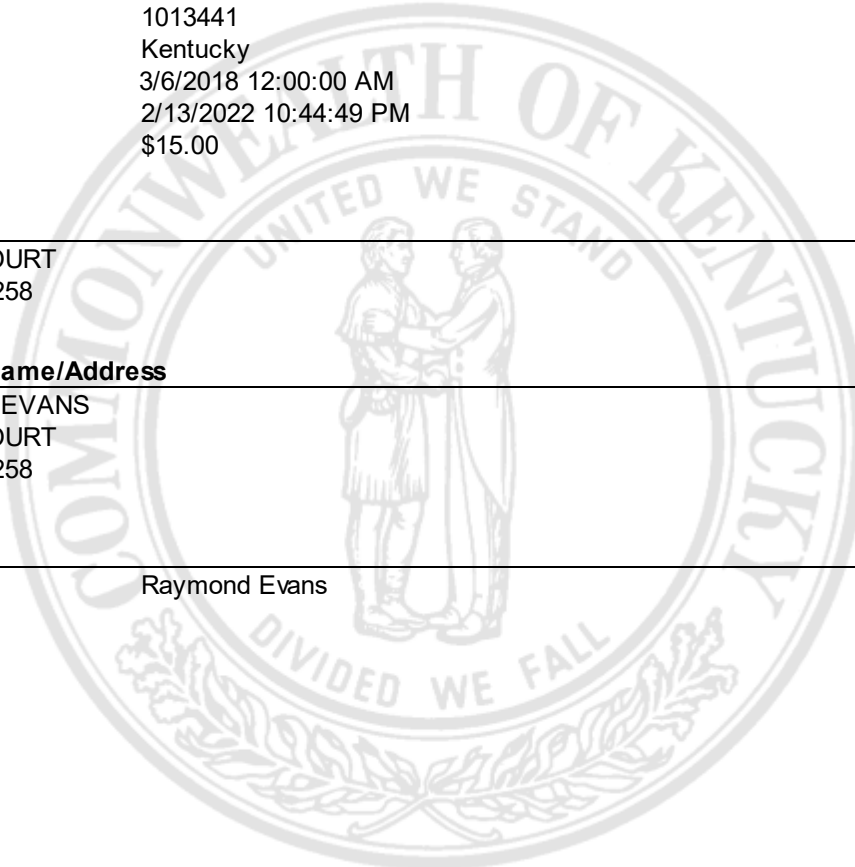 1013441
Kentucky
3/6/2018 12:00:00 AM
2/13/2022 10:44:49 PM
$15.00
COMMONWEALTH OF KENTUCKY
UNITED WE STAND
OURT
258
ame/Address
EVANS
OURT
258
Raymond Evans
DIVIDED WE FALL